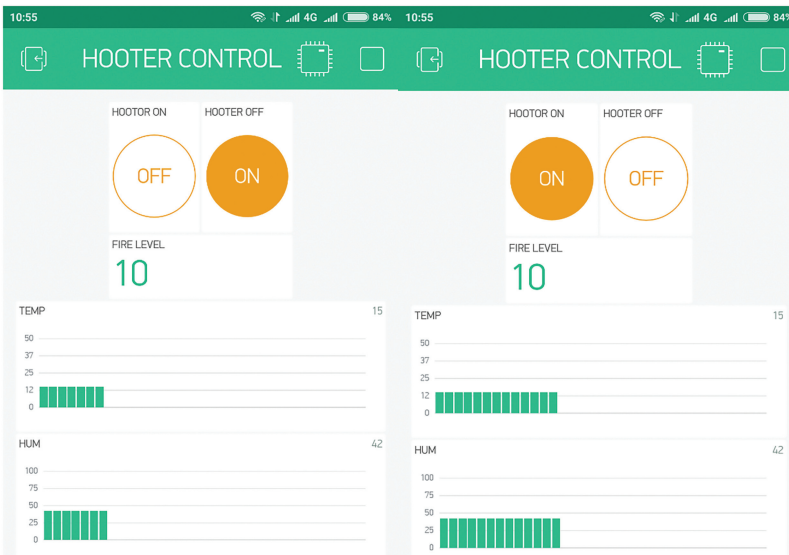 10:55 4G 84%
HOOTER CONTROL
HOOTOR ON HOOTER OFF
OFF ON
FIRE LEVEL
10
TEMP 15
50
37
25
12
0
HUM 42
100
75
50
25
0
10:55 4G 84%
HOOTER CONTROL
HOOTOR ON HOOTER OFF
ON OFF
FIRE LEVEL
10
TEMP 15
50
37
25
12
0
HUM 42
100
75
50
25
0